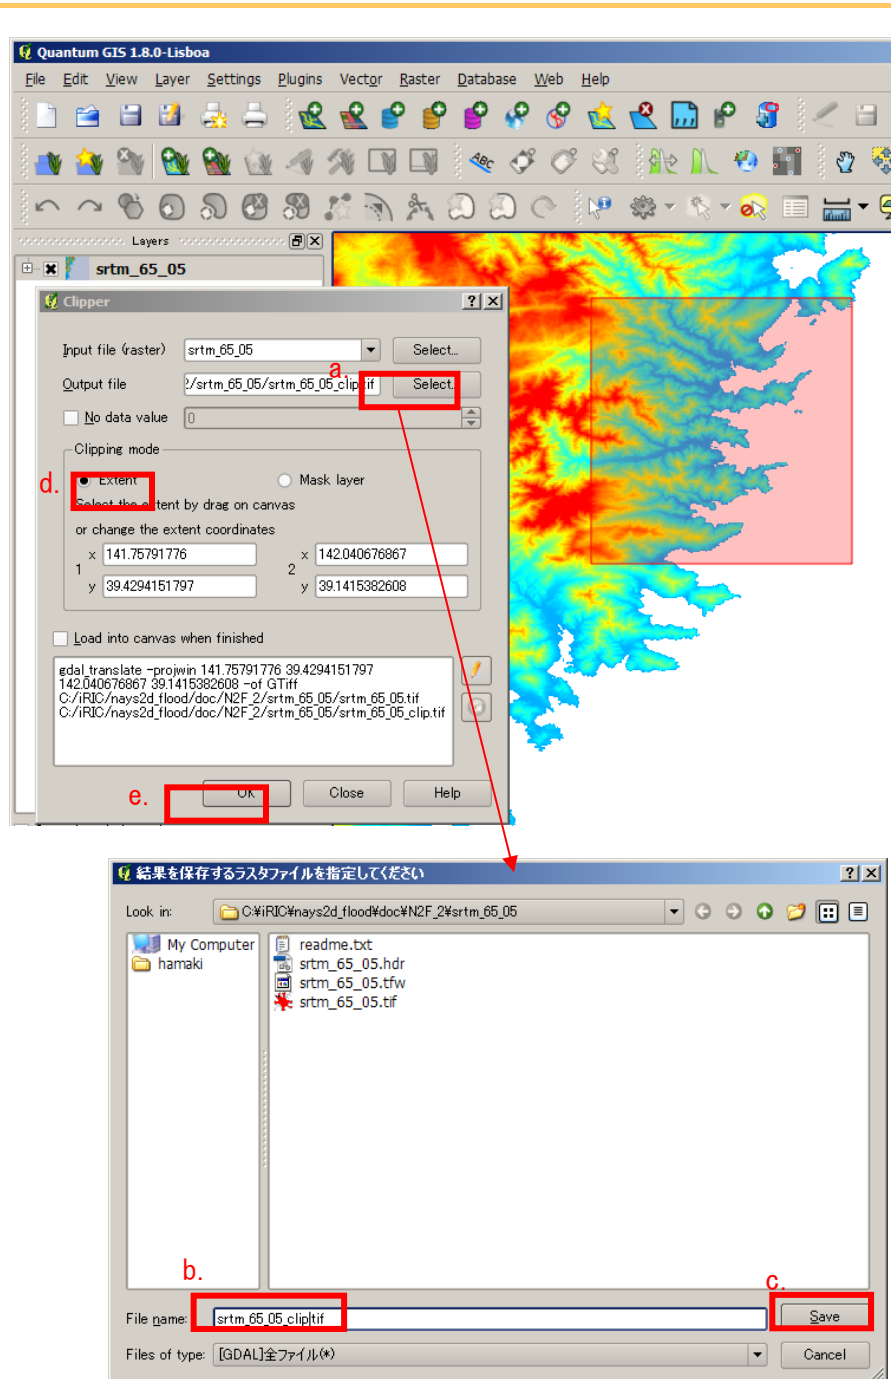 Quantum GIS 1.8.0-Lisboa
File Edit View Layer Settings Plugins Vector Raster Database Web Help
ABC
Layers
srtm_65_05
Clipper
Input file (raster) srtm_65_05 Select...
a.
Output file 2/srtm_65_05/srtm_65_05_clip.tif Select...
No data value 0
Clipping mode
d. Extent Mask layer
Select the extent by drag on canvas
or change the extent coordinates
x 141.75791776 x 142.040676867
1 2
y 39.4294151797 y 39.1415382608
Load into canvas when finished
gdal_translate -projwin 141.75791776 39.4294151797
142.040676867 39.1415382608 -of GTiff
C:/iRIC/nays2d_flood/doc/N2F_2/srtm_65_05/srtm_65_05.tif
C:/iRIC/nays2d_flood/doc/N2F_2/srtm_65_05/srtm_65_05_clip.tif
e. OK Close Help
結果を保存するラスタファイルを指定してください
Look in: C:¥iRIC¥nays2d_flood¥doc¥N2F_2¥srtm_65_05
My Computer
hamaki
readme.txt
srtm_65_05.hdr
srtm_65_05.tfw
srtm_65_05.tif
b.
c.
File name: srtm_65_05_clip.tif Save
Files of type: [GDAL]全ファイル(*) Cancel